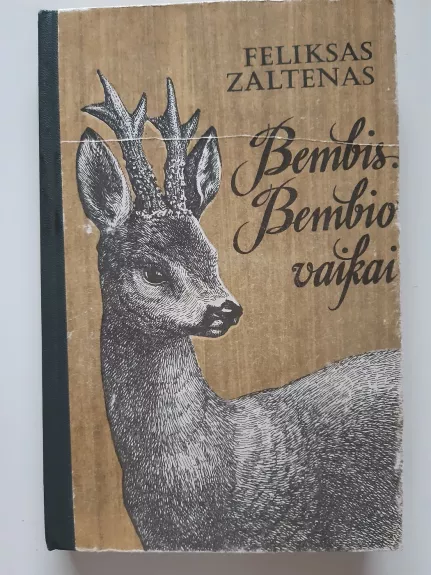 FELIKSAS
ZALTENAS
Bembis.
Bembio
vaikai